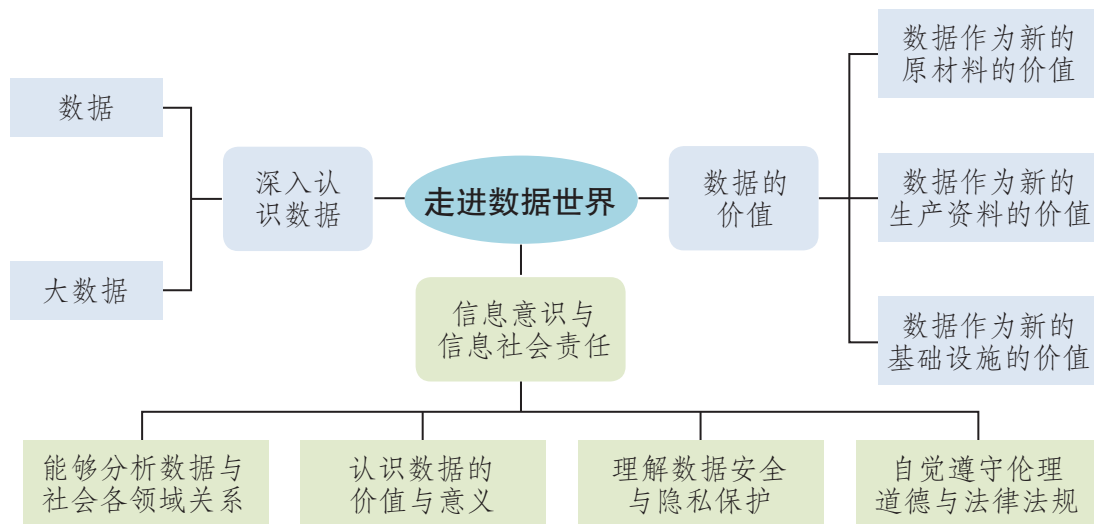 数据
大数据
深入认
识数据
走进数据世界
数据的
价值
数据作为新的
原材料的价值
数据作为新的
生产资料的价值
数据作为新的
基础设施的价值
信息意识与
信息社会责任
能够分析数据与
社会各领域关系
认识数据的
价值与意义
理解数据安全
与隐私保护
自觉遵守伦理
道德与法律法规